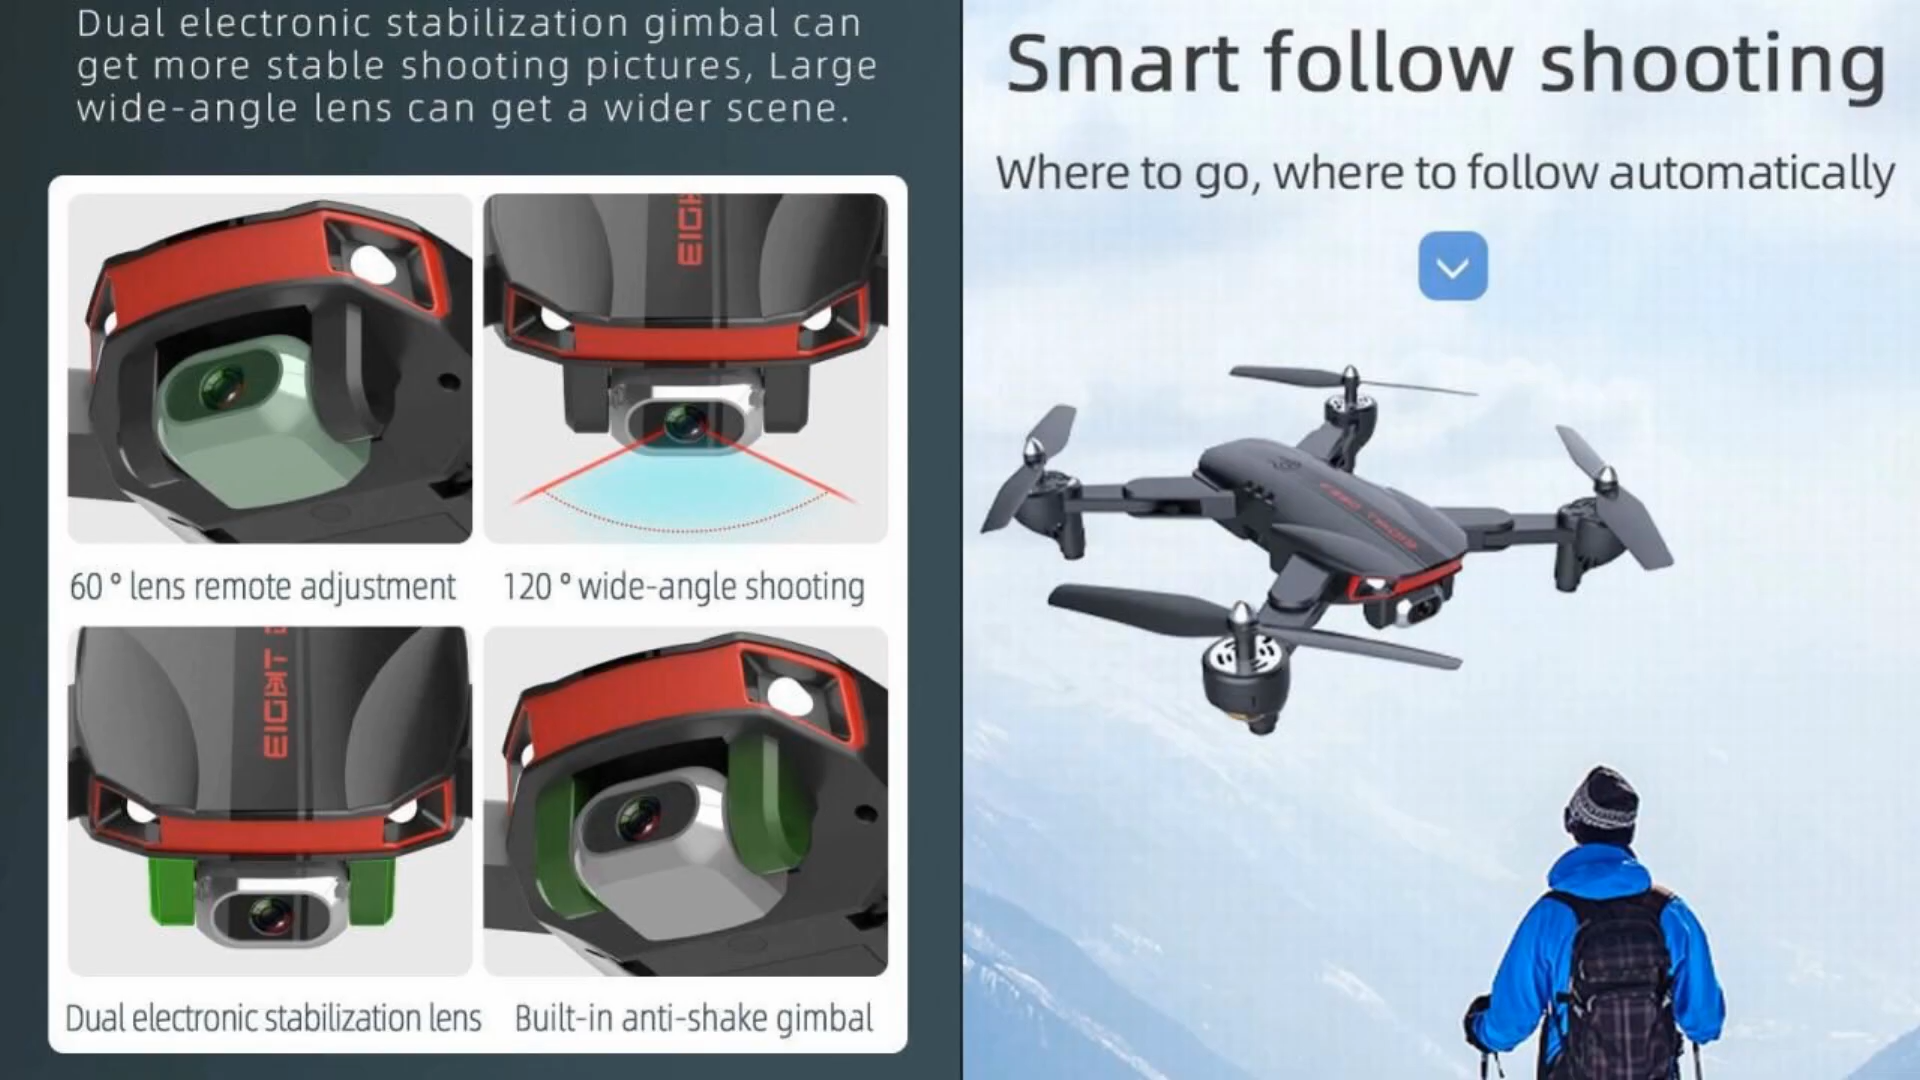 Dual electronic stabilization gimbal can
get more stable shooting pictures, Large
wide-angle lens can get a wider scene.
EIGH
60° lens remote adjustment
120° wide-angle shooting
EIGHT
Dual electronic stabilization lens
Built-in anti-shake gimbal
Smart follow shooting
Where to go, where to follow automatically